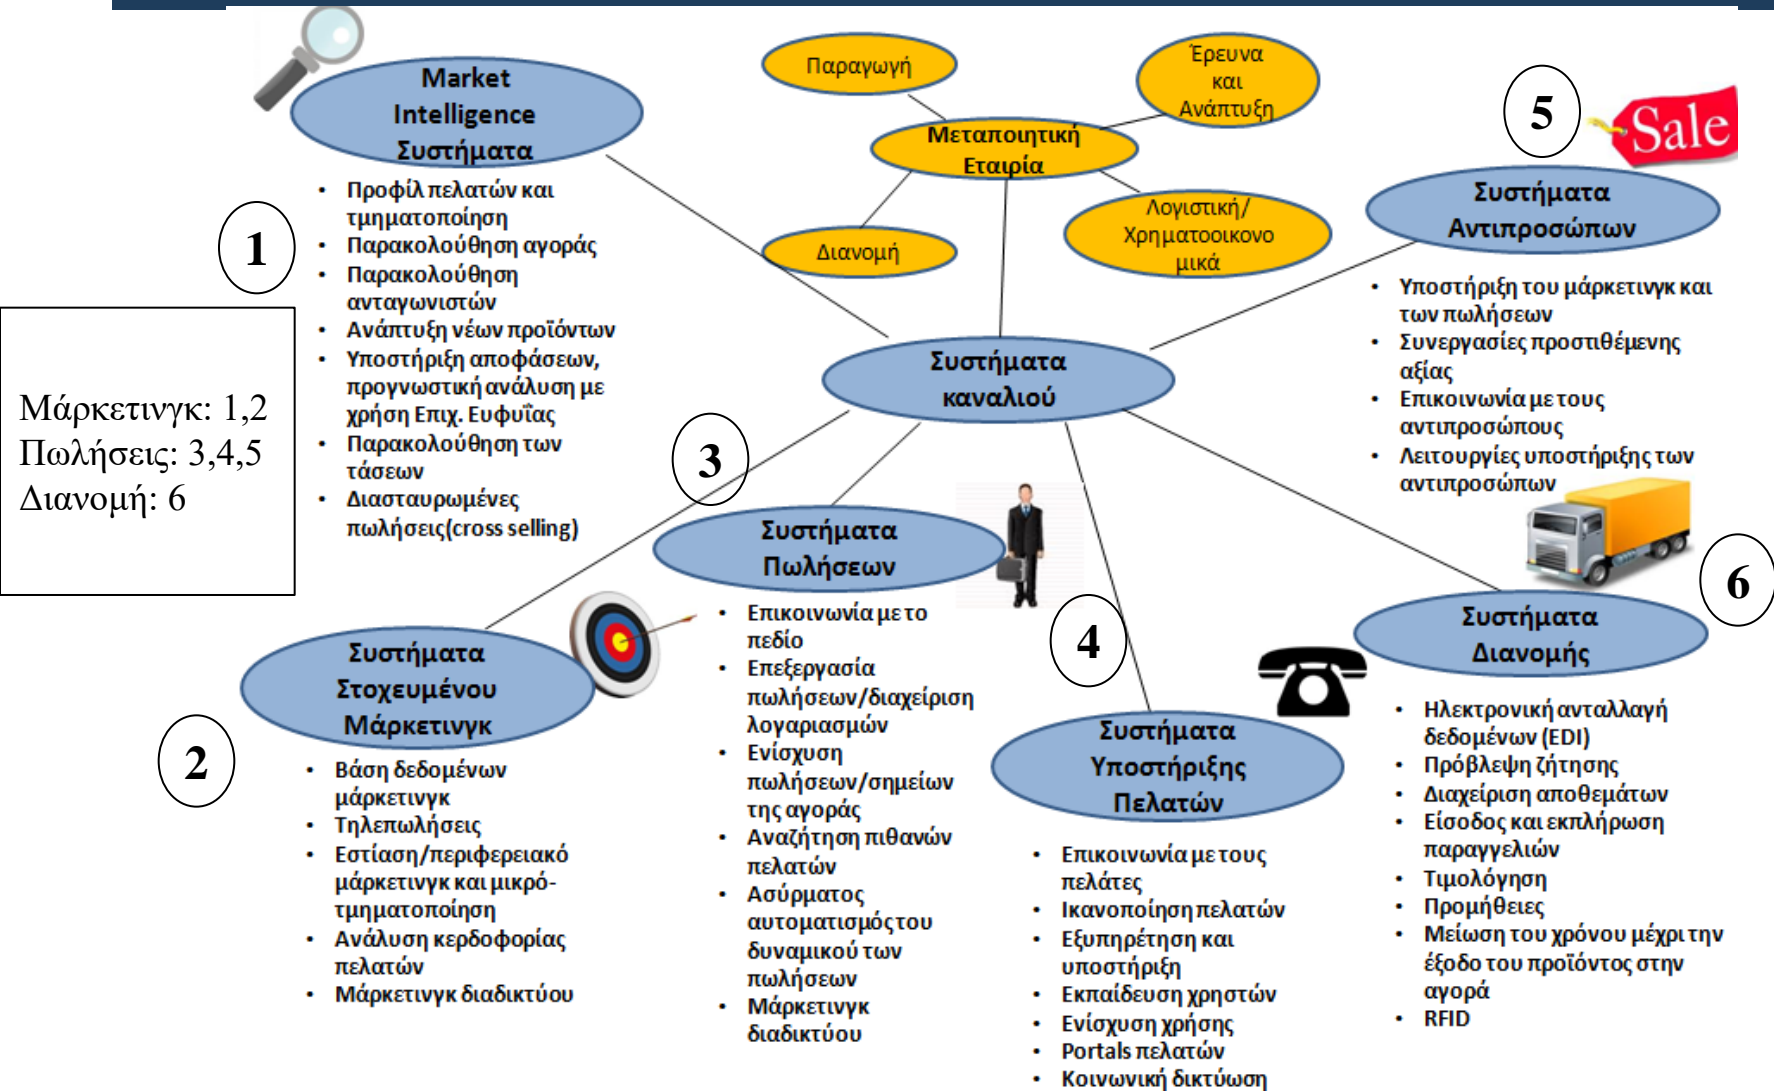 Market
Intelligence
Συστήματα
1
• Προφίλ πελατών και
τμηματοποίηση
• Παρακολούθηση αγοράς
• Παρακολούθηση
ανταγωνιστών
• Ανάπτυξη νέων προϊόντων
• Υποστήριξη αποφάσεων,
προγνωστική ανάλυση με
χρήση Επιχ. Ευφυΐας
• Παρακολούθηση των
τάσεων
• Διασταυρωμένες
πωλήσεις(cross selling)
Μάρκετινγκ: 1,2
Πωλήσεις: 3,4,5
Διανομή: 6
Παραγωγή
Έρευνα
και
Ανάπτυξη
Μεταποιητική
Εταιρία
Διανομή
Λογιστική/
Χρηματοοικονο
μικά
5
Sale
Συστήματα
Αντιπροσώπων
• Υποστήριξη του μάρκετινγκ και
των πωλήσεων
• Συνεργασίες προστιθέμενης
αξίας
• Επικοινωνία με τους
αντιπροσώπους
• Λειτουργίες υποστήριξης των
αντιπροσώπων
Συστήματα
καναλιού
2
Συστήματα
Στοχευμένου
Μάρκετινγκ
• Βάση δεδομένων
μάρκετινγκ
• Τηλεπωλήσεις
• Εστίαση/περιφερειακό
μάρκετινγκ και μικρό-
τμηματοποίηση
• Ανάλυση κερδοφορίας
πελατών
• Μάρκετινγκ διαδικτύου
3
Συστήματα
Πωλήσεων
• Επικοινωνία με το
πεδίο
• Επεξεργασία
πωλήσεων/διαχείριση
λογαριασμών
• Ενίσχυση
πωλήσεων/σημείων
της αγοράς
• Αναζήτηση πιθανών
πελατών
• Ασύρματος
αυτοματισμός του
δυναμικού των
πωλήσεων
• Μάρκετινγκ
διαδικτύου
4
Συστήματα
Υποστήριξης
Πελατών
• Επικοινωνία με τους
πελάτες
• Ικανοποίηση πελατών
• Εξυπηρέτηση και
υποστήριξη
• Εκπαίδευση χρηστών
• Ενίσχυση χρήσης
• Portals πελατών
• Κοινωνική δικτύωση
6
Συστήματα
Διανομής
• Ηλεκτρονική ανταλλαγή
δεδομένων (EDI)
• Πρόβλεψη ζήτησης
• Διαχείριση αποθεμάτων
• Είσοδος και εκπλήρωση
παραγγελιών
• Τιμολόγηση
• Προμήθειες
• Μείωση του χρόνου μέχρι την
έξοδο του προϊόντος στην
αγορά
• RFID